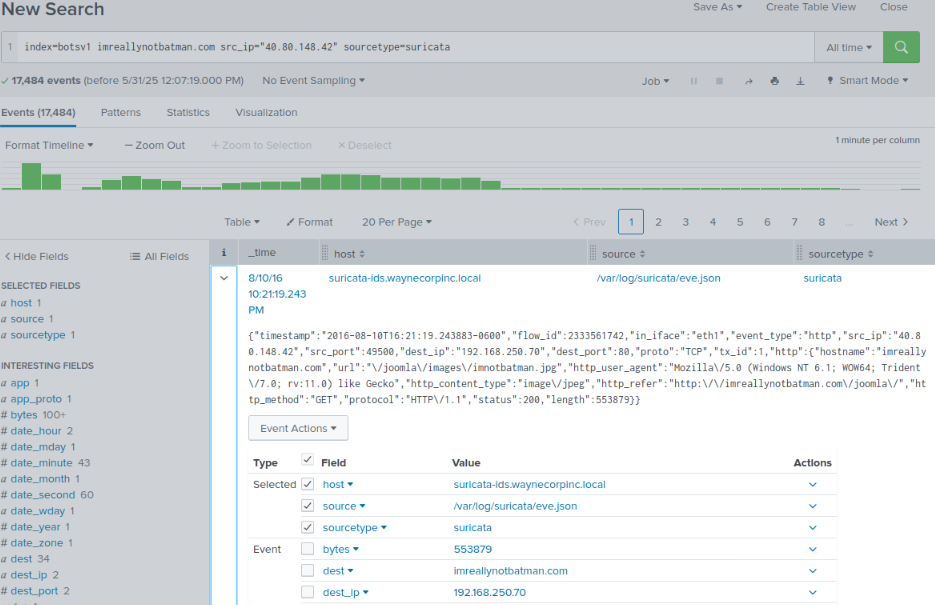 New Search
Save As ▾ Create Table View Close
1 index=botsv1 imreallynotbatman.com src_ip="40.80.148.42" sourcetype=suricata
All time ▾
✓ 17,484 events (before 5/31/25 12:07:19.000 PM) No Event Sampling ▾
Job ▾ Smart Mode ▾
Events (17,484) Patterns Statistics Visualization
Format Timeline ▾ — Zoom Out + Zoom to Selection × Deselect
1 minute per column
Table ▾ Format 20 Per Page ▾
< Prev 1 2 3 4 5 6 7 8 ... Next >
< Hide Fields All Fields
SELECTED FIELDS
a host 1
a source 1
a sourcetype 1
INTERESTING FIELDS
a app 1
a app_proto 1
# bytes 100+
# date_hour 2
# date_mday 1
# date_minute 43
a date_month 1
# date_second 60
a date_wday 1
# date_year 1
# date_zone 1
a dest 34
a dest_ip 2
# dest_port 2
i _time host source sourcetype
8/10/16 suricata-ids.waynecorpinc.local /var/log/suricata/eve.json suricata
10:21:19.243
PM
{"timestamp":"2016-08-10T16:21:19.243883-0600","flow_id":2333561742,"in_iface":"eth1","event_type":"http","src_ip":"40.8
0.148.42","src_port":49500,"dest_ip":"192.168.250.70","dest_port":80,"proto":"TCP","tx_id":1,"http":{"hostname":"imreally
notbatman.com","url":"\/joomla\/images\/imnotbatman.jpg","http_user_agent":"Mozilla\/5.0 (Windows NT 6.1; WOW64; Trident
\/7.0; rv:11.0) like Gecko","http_content_type":"image\/jpeg","http_refer":"http:\/\/imreallynotbatman.com\/joomla\/","ht
tp_method":"GET","protocol":"HTTP\/1.1","status":200,"length":553879}}
Event Actions ▾
Type Field Value Actions
Selected host ▾ suricata-ids.waynecorpinc.local
source ▾ /var/log/suricata/eve.json
sourcetype ▾ suricata
Event bytes ▾ 553879
dest ▾ imreallynotbatman.com
dest_ip ▾ 192.168.250.70